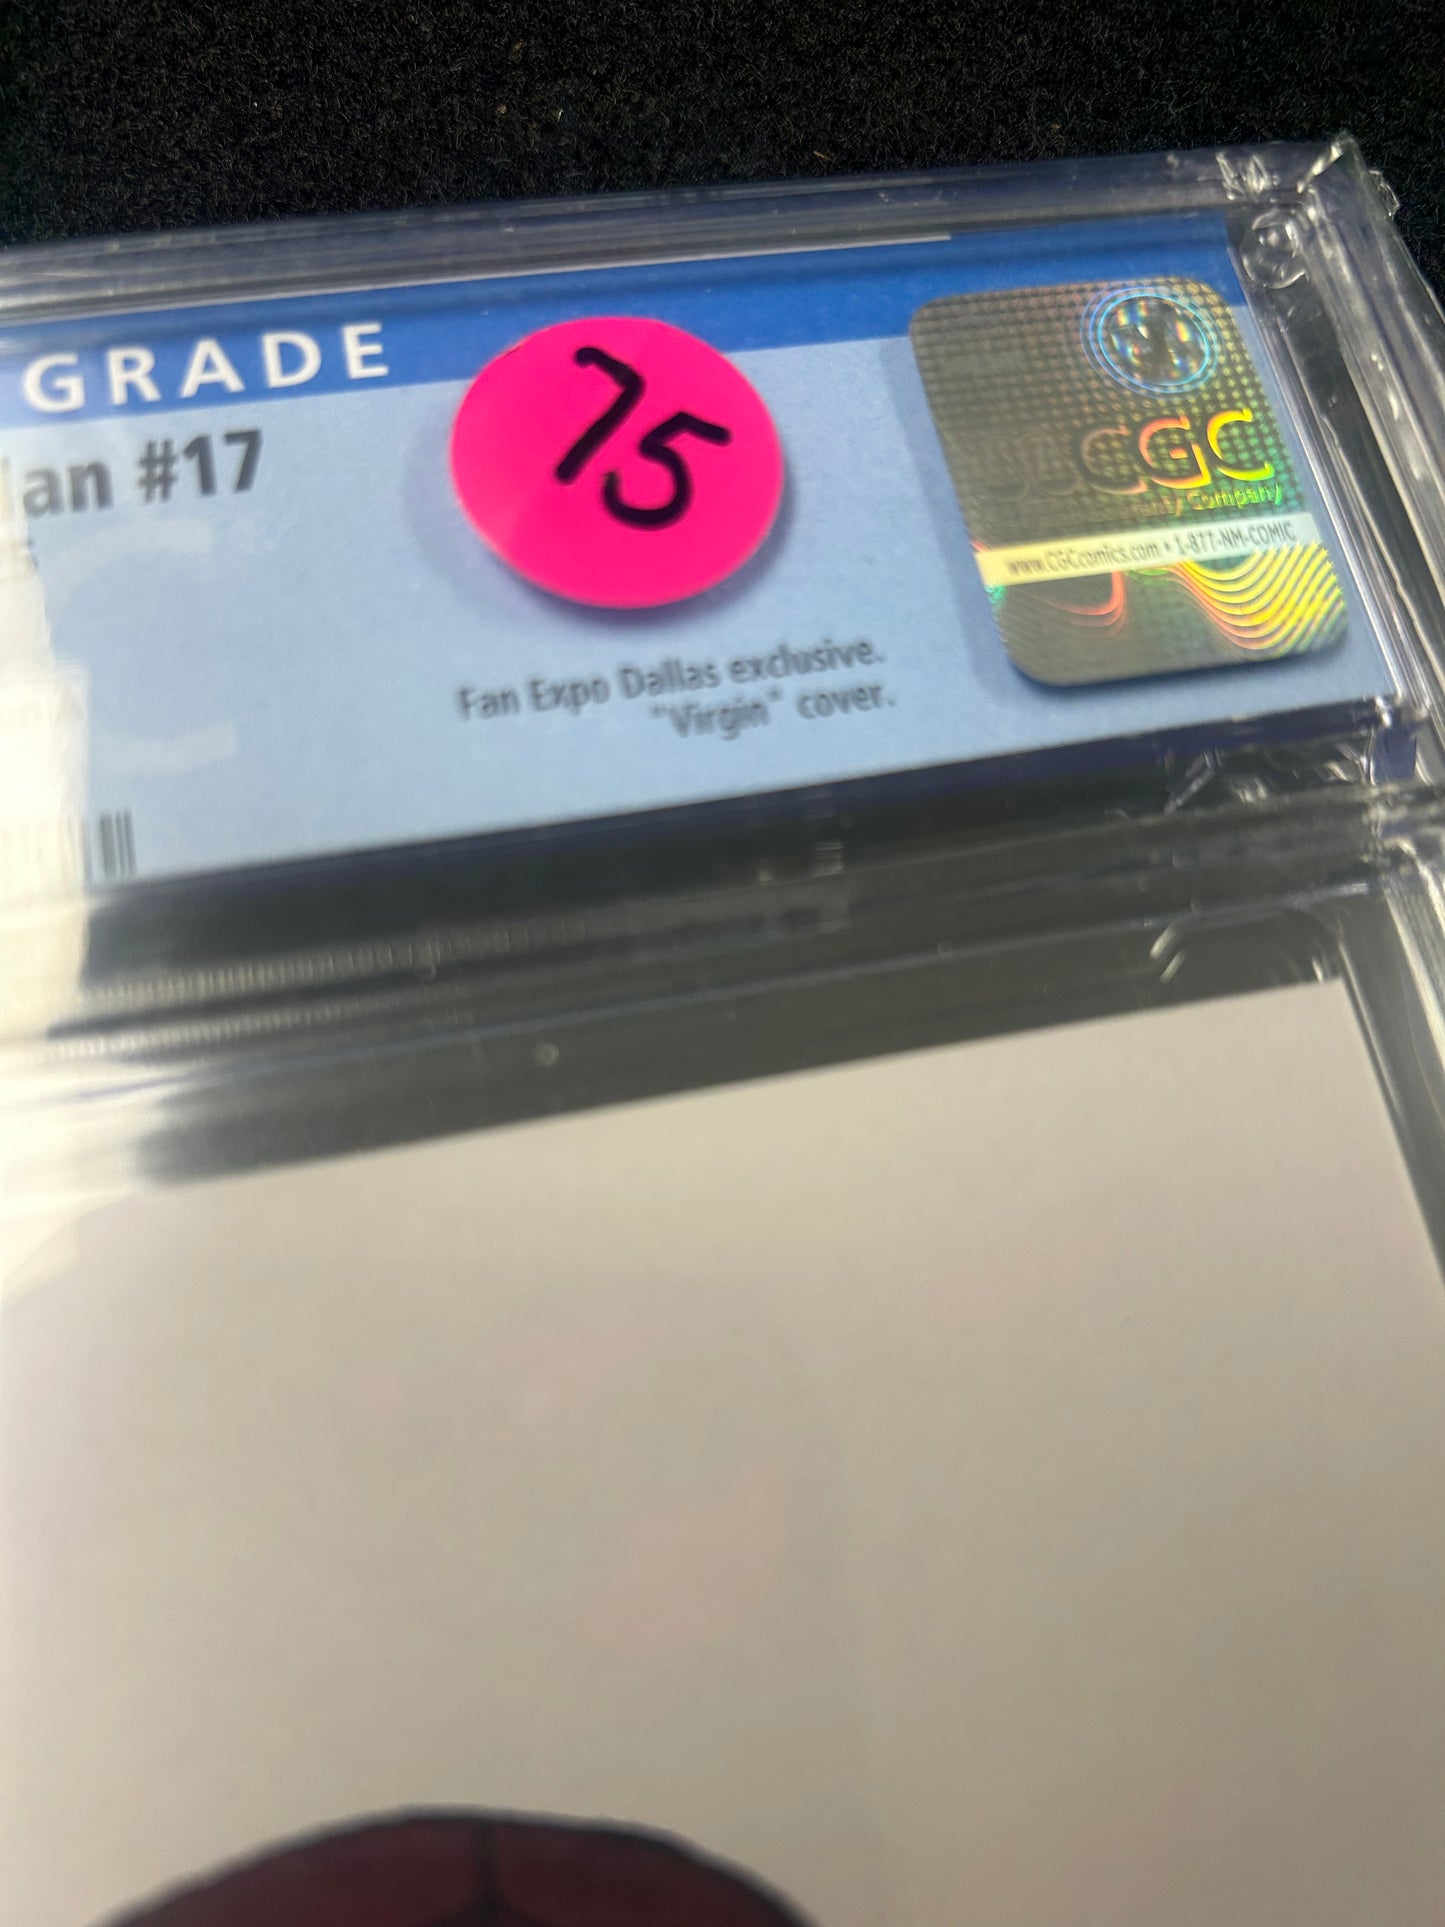 GRADE
an #17
75
Fan Expo Dallas exclusive.
"Virgin" cover.
CGC
www.CGCcomics.com • 1-877-NM-COMIC